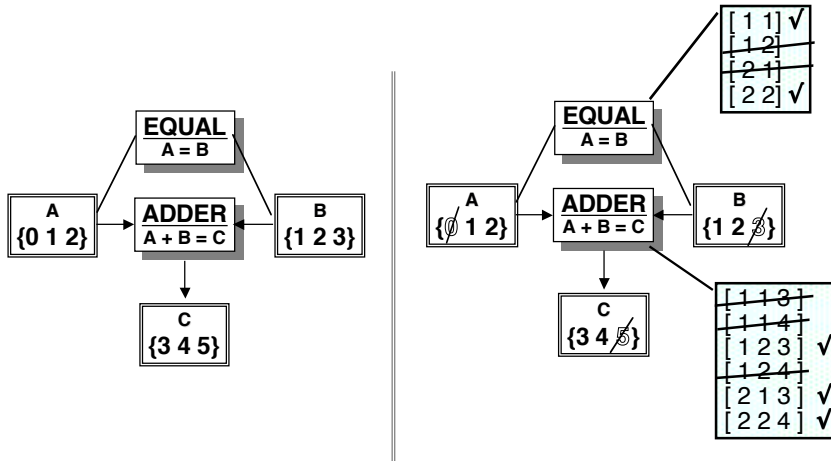 EQUAL
A = B
A
{0 1 2}
ADDER
A + B = C
B
{1 2 3}
C
{3 4 5}
[ 1 1] √
[ 1 2]
[ 2 1]
[ 2 2] √
EQUAL
A = B
A
{0 1 2}
ADDER
A + B = C
B
{1 2 3}
C
{3 4 5}
[ 1 1 3 ]
[ 1 1 4 ]
[ 1 2 3 ] √
[ 1 2 4 ]
[ 2 1 3 ] √
[ 2 2 4 ] √